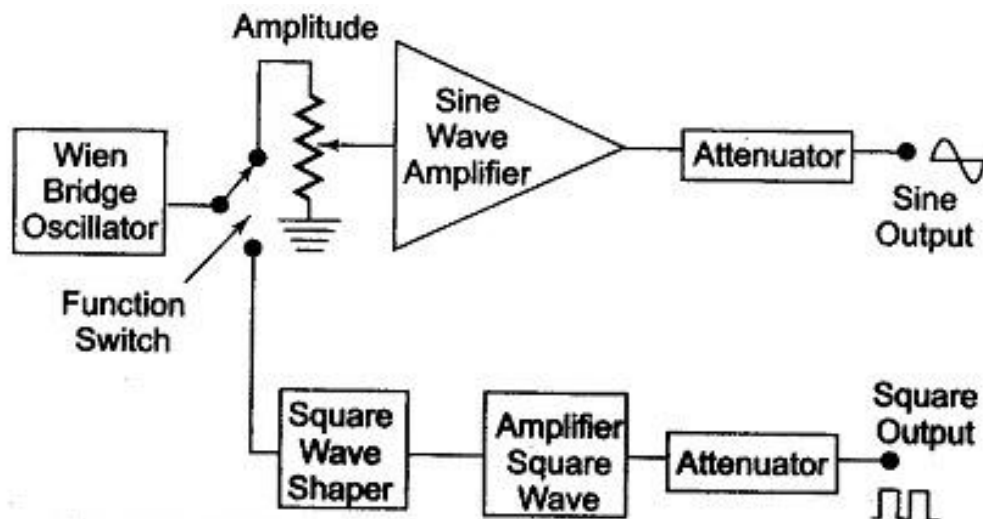 Amplitude
Wien
Bridge
Oscillator
Function
Switch
Sine
Wave
Amplifier
Attenuator
Sine
Output
Square
Wave
Shaper
Amplifier
Square
Wave
Attenuator
Square
Output